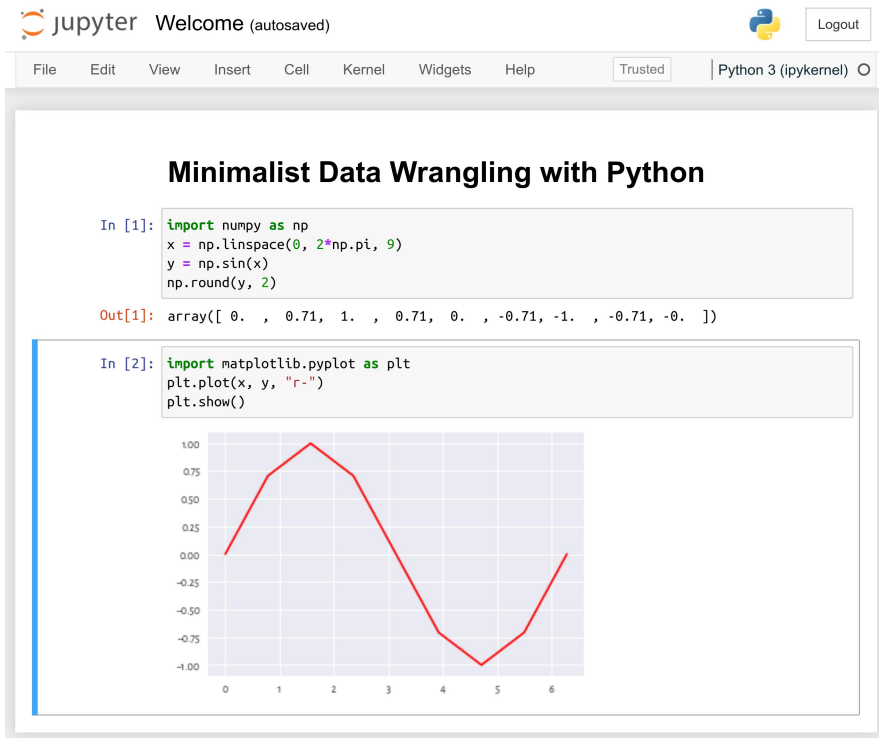 jupyter Welcome (autosaved)
Logout
File Edit View Insert Cell Kernel Widgets Help Trusted Python 3 (ipykernel)
Minimalist Data Wrangling with Python
In [1]: import numpy as np
x = np.linspace(0, 2*np.pi, 9)
y = np.sin(x)
np.round(y, 2)
Out[1]: array([ 0.  ,  0.71,  1.  ,  0.71,  0.  , -0.71, -1.  , -0.71, -0.  ])
In [2]: import matplotlib.pyplot as plt
plt.plot(x, y, "r-")
plt.show()
1.00
0.75
0.50
0.25
0.00
−0.25
−0.50
−0.75
−1.00
0 1 2 3 4 5 6